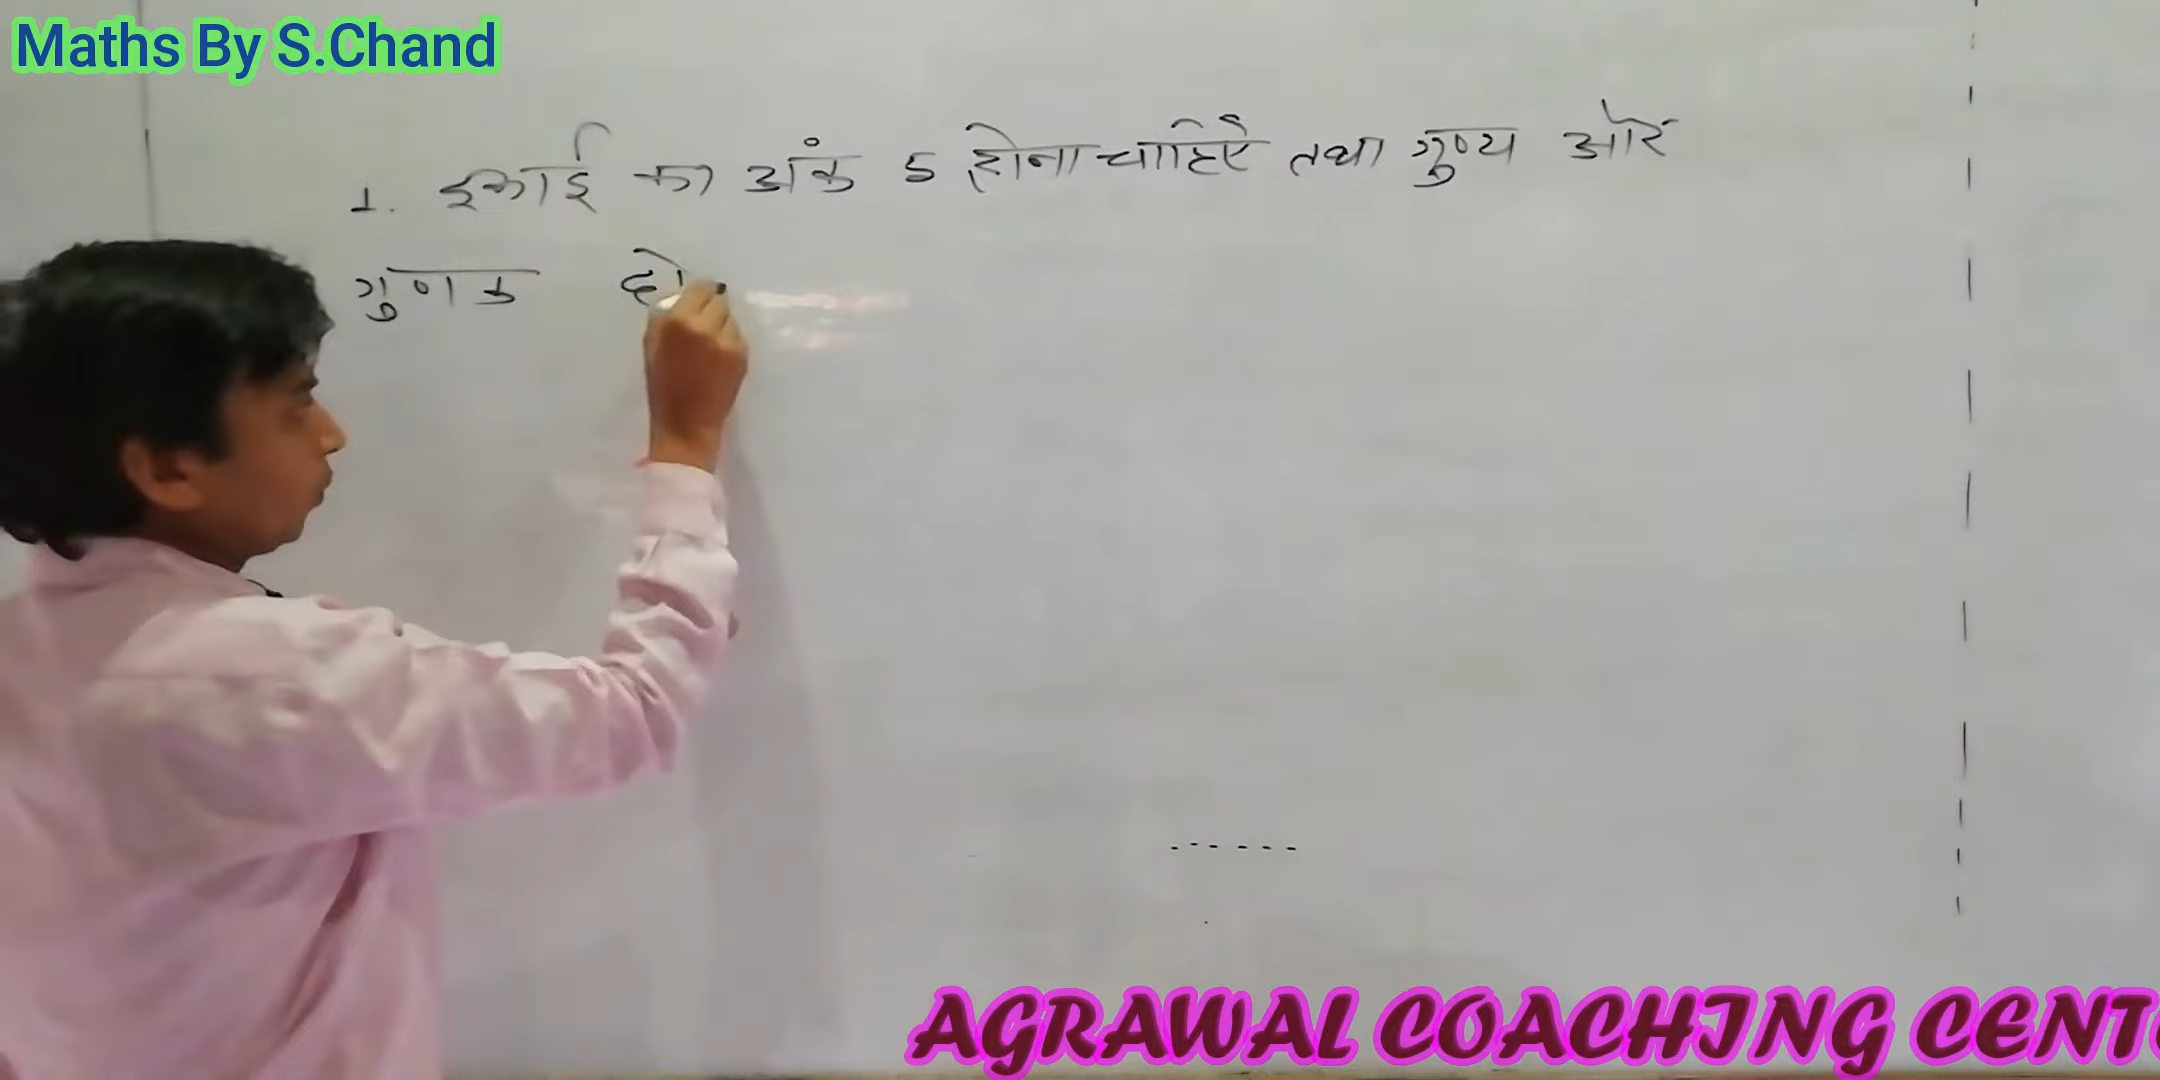 Maths By S.Chand
1. इकाई का अंक 5 होना चाहिऐ तथा गुण्य और
गुणक दो
AGRAWAL COACHING CENT